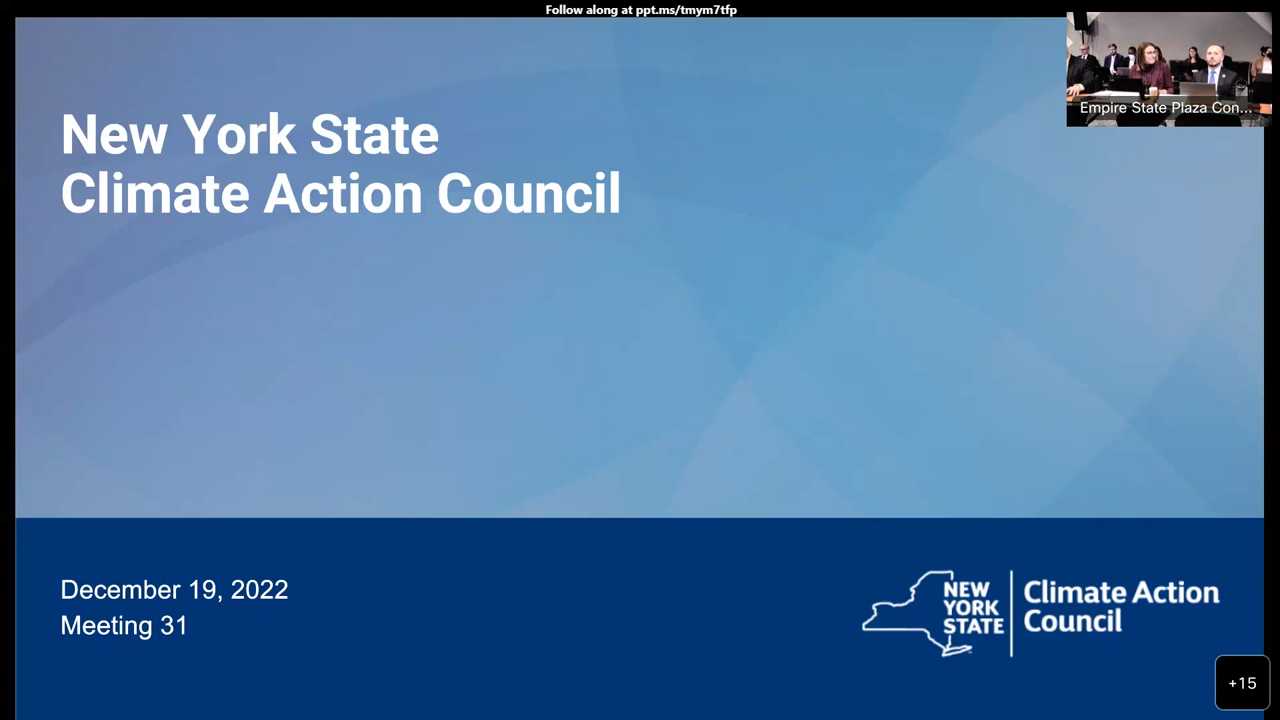 Follow along at ppt.ms/tmym7tfp
Empire State Plaza Con...
New York State
Climate Action Council
December 19, 2022
Meeting 31
NEW
YORK
STATE
Climate Action
Council
+15